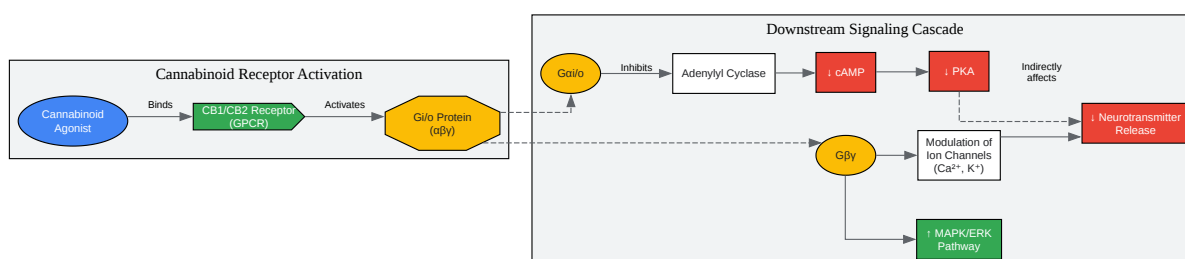 Cannabinoid Receptor Activation
Cannabinoid
Agonist
Binds
CB1/CB2 Receptor
(GPCR)
Activates
Gi/o Protein
(αβγ)
Downstream Signaling Cascade
Gαi/o
Inhibits
Adenylyl Cyclase
↓ cAMP
↓ PKA
Indirectly
affects
↓ Neurotransmitter
Release
Gβγ
Modulation of
Ion Channels
(Ca²⁺, K⁺)
↑ MAPK/ERK
Pathway